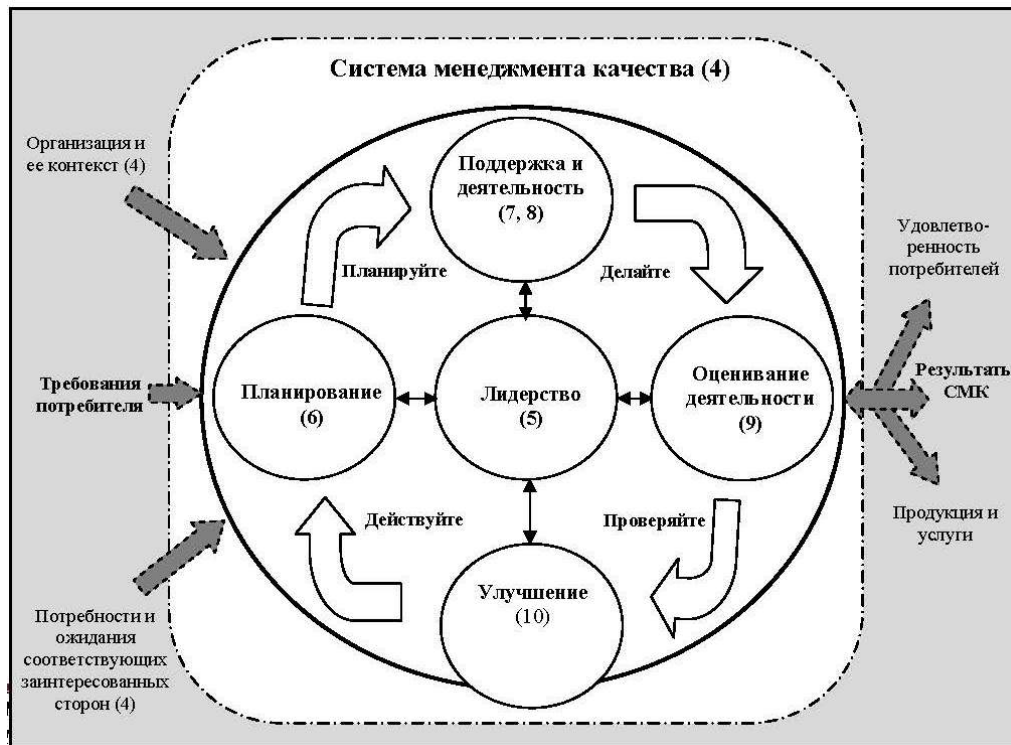 Система менеджмента качества (4)
Организация и
ее контекст (4)
Поддержка и
деятельность
(7, 8)
Удовлетво-
ренность
потребителей
Планируйте
Делайте
Требования
потребителя
Планирование
(6)
Лидерство
(5)
Оценивание
деятельности
(9)
Результаты
СМК
Действуйте
Проверяйте
Продукция и
услуги
Улучшение
(10)
Потребности и
ожидания
соответствующих
заинтересованных
сторон (4)